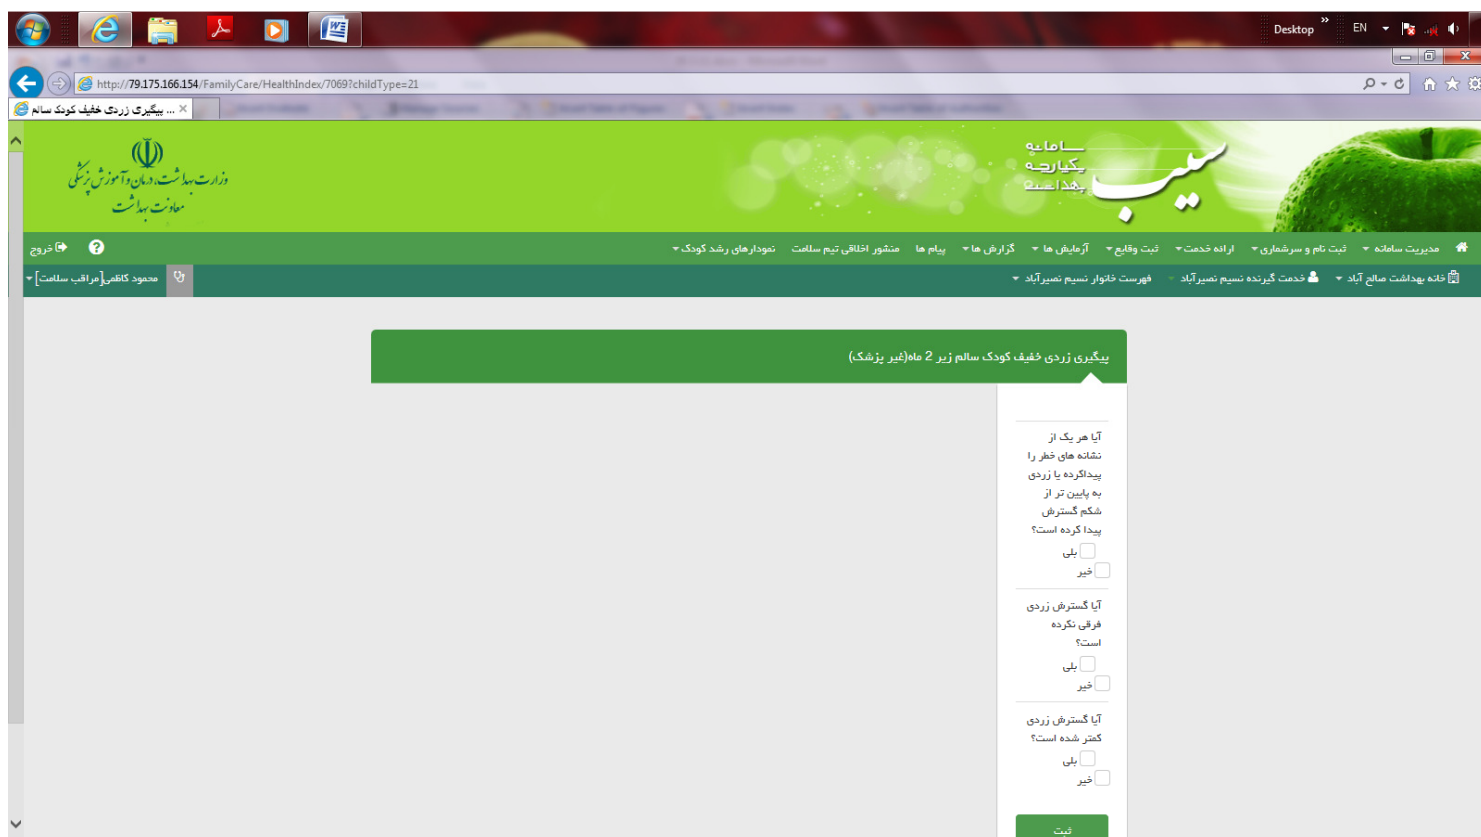 Desktop » EN
http://79.175.166.154/FamilyCare/HealthIndex/7069?childType=21
پیگیری زردی خفیف کودک سالم ...
وزارت بهداشت، درمان و آموزش پزشکی
معاونت بهداشت
سامانه
یکپارچه
بهداشت
سیب
مدیریت سامانه ثبت نام و سرشماری ارائه خدمت ثبت وقایع آزمایش ها گزارش ها پیام ها منشور اخلاقی تیم سلامت نمودارهای رشد کودک ? خروج
خانه بهداشت صالح آباد خدمت گیرنده نسیم نصیرآباد فهرست خانوار نسیم نصیرآباد محمود کاظمی[مراقب سلامت]
پیگیری زردی خفیف کودک سالم زیر 2 ماه(غیر پزشک)
آیا هر یک از
نشانه های خطر را
پیداکرده یا زردی
به پایین تر از
شکم گسترش
پیدا کرده است؟
بلی
خیر
آیا گسترش زردی
فرقی نکرده
است؟
بلی
خیر
آیا گسترش زردی
کمتر شده است؟
بلی
خیر
ثبت